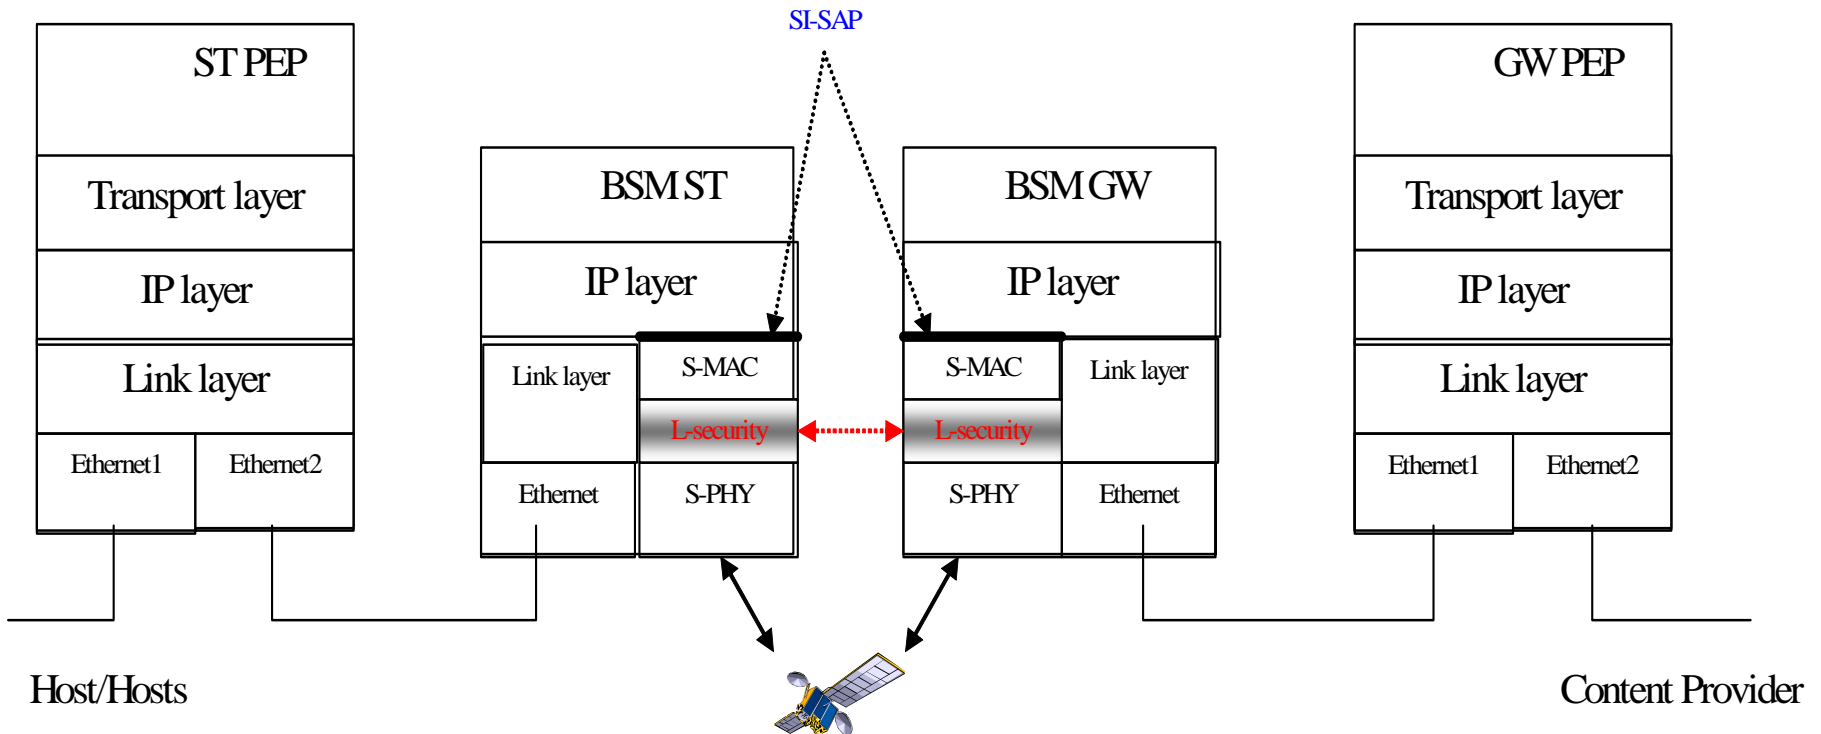 SI-SAP
ST PEP
Transport layer
IP layer
Link layer
Ethernet1
Ethernet2
BSM ST
IP layer
Link layer
S-MAC
L-security
Ethernet
S-PHY
BSM GW
IP layer
S-MAC
Link layer
L-security
S-PHY
Ethernet
GW PEP
Transport layer
IP layer
Link layer
Ethernet1
Ethernet2
Host/Hosts
Content Provider